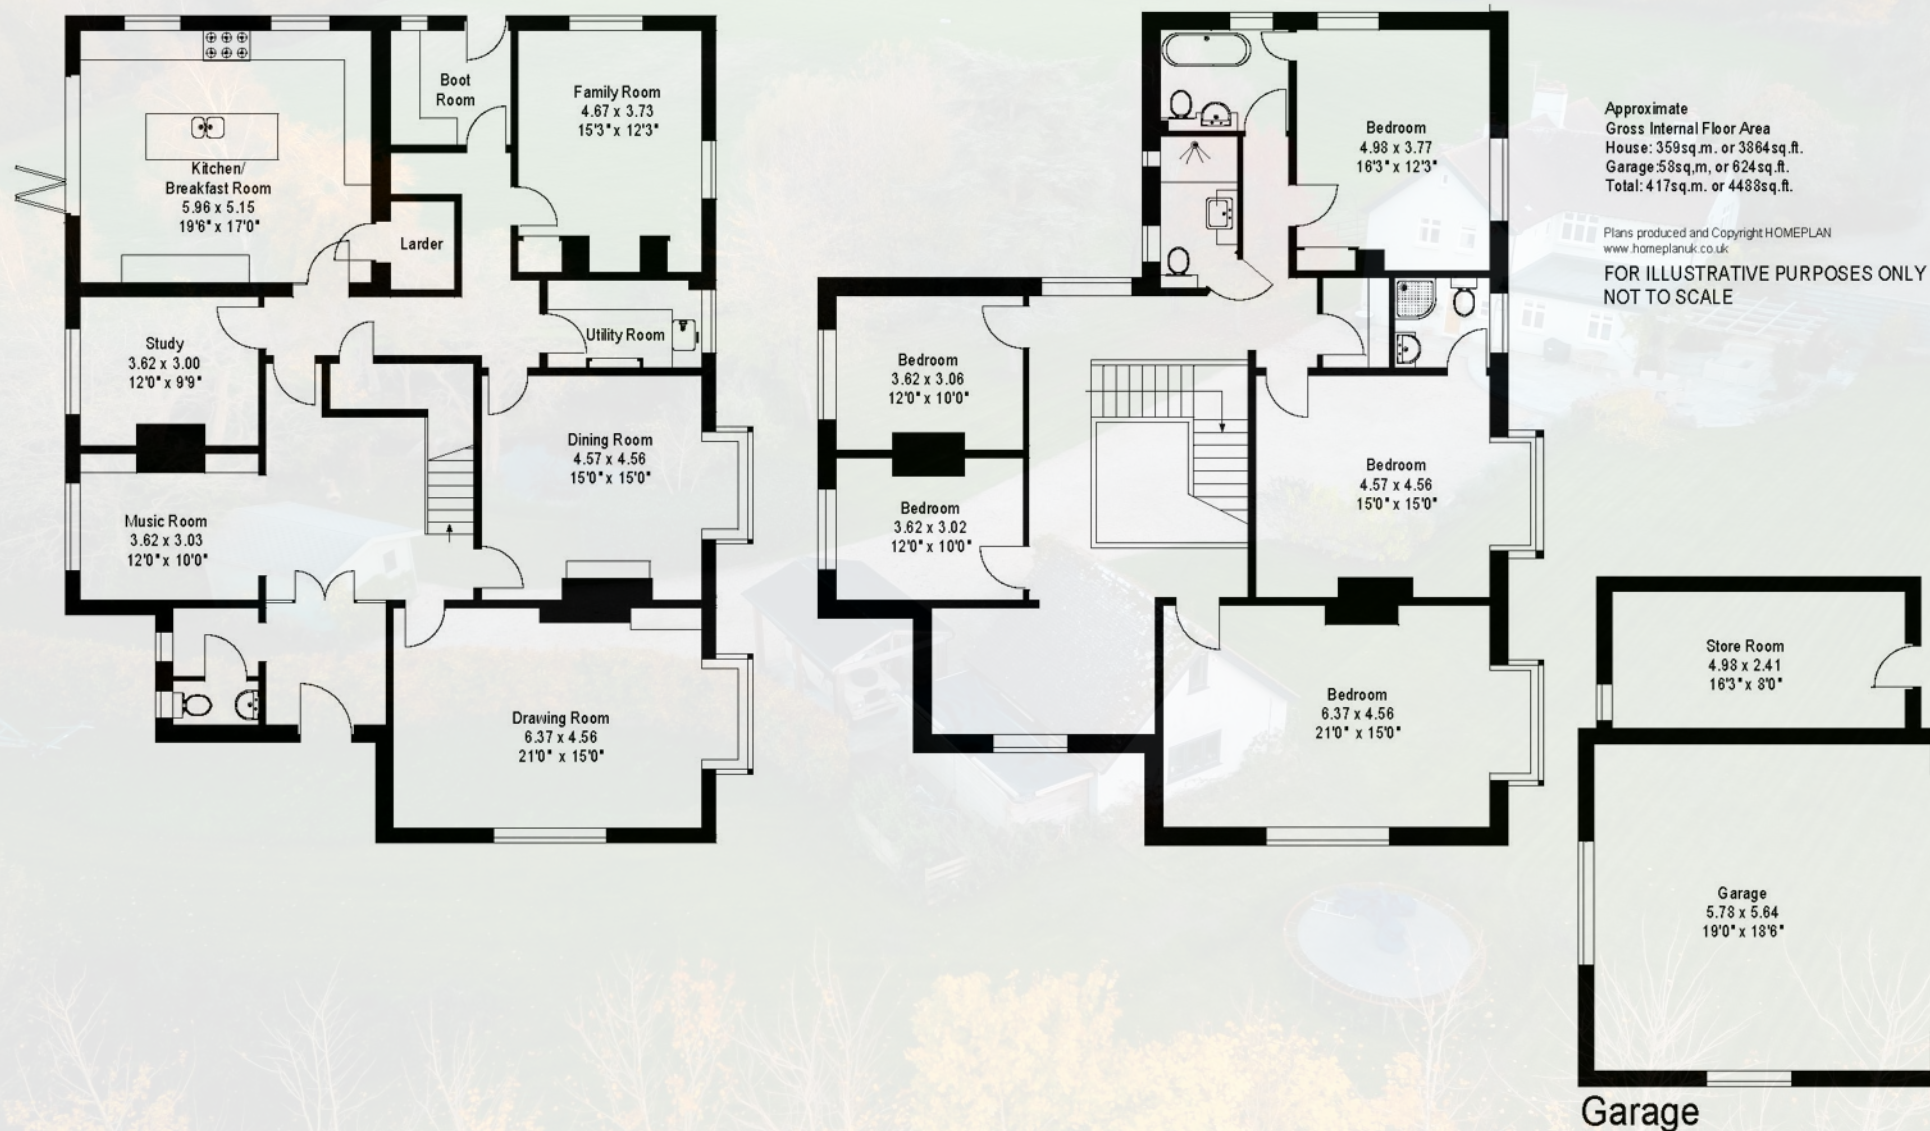 Kitchen/
Breakfast Room
5.96 x 5.15
19'6" x 17'0"
Boot
Room
Family Room
4.67 x 3.73
15'3" x 12'3"
Larder
Study
3.62 x 3.00
12'0" x 9'9"
Utility Room
Music Room
3.62 x 3.03
12'0" x 10'0"
Dining Room
4.57 x 4.56
15'0" x 15'0"
Drawing Room
6.37 x 4.56
21'0" x 15'0"
Bedroom
4.98 x 3.77
16'3" x 12'3"
Bedroom
3.62 x 3.06
12'0" x 10'0"
Bedroom
3.62 x 3.02
12'0" x 10'0"
Bedroom
4.57 x 4.56
15'0" x 15'0"
Bedroom
6.37 x 4.56
21'0" x 15'0"
Approximate
Gross Internal Floor Area
House: 359sq.m. or 3864sq.ft.
Garage:58sq,m, or 624sq.ft.
Total: 417sq.m. or 4488sq.ft.
Plans produced and Copyright HOMEPLAN
www.homeplanuk.co.uk
FOR ILLUSTRATIVE PURPOSES ONLY
NOT TO SCALE
Store Room
4.98 x 2.41
16'3" x 8'0"
Garage
5.78 x 5.64
19'0" x 18'6"
Garage